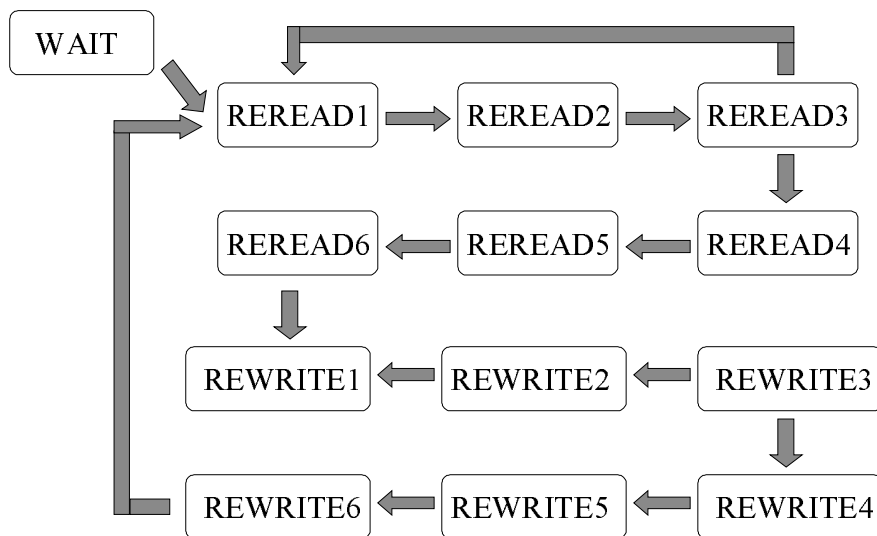 WAIT
REREAD1 REREAD2 REREAD3
REREAD6 REREAD5 REREAD4
REWRITE1 REWRITE2 REWRITE3
REWRITE6 REWRITE5 REWRITE4